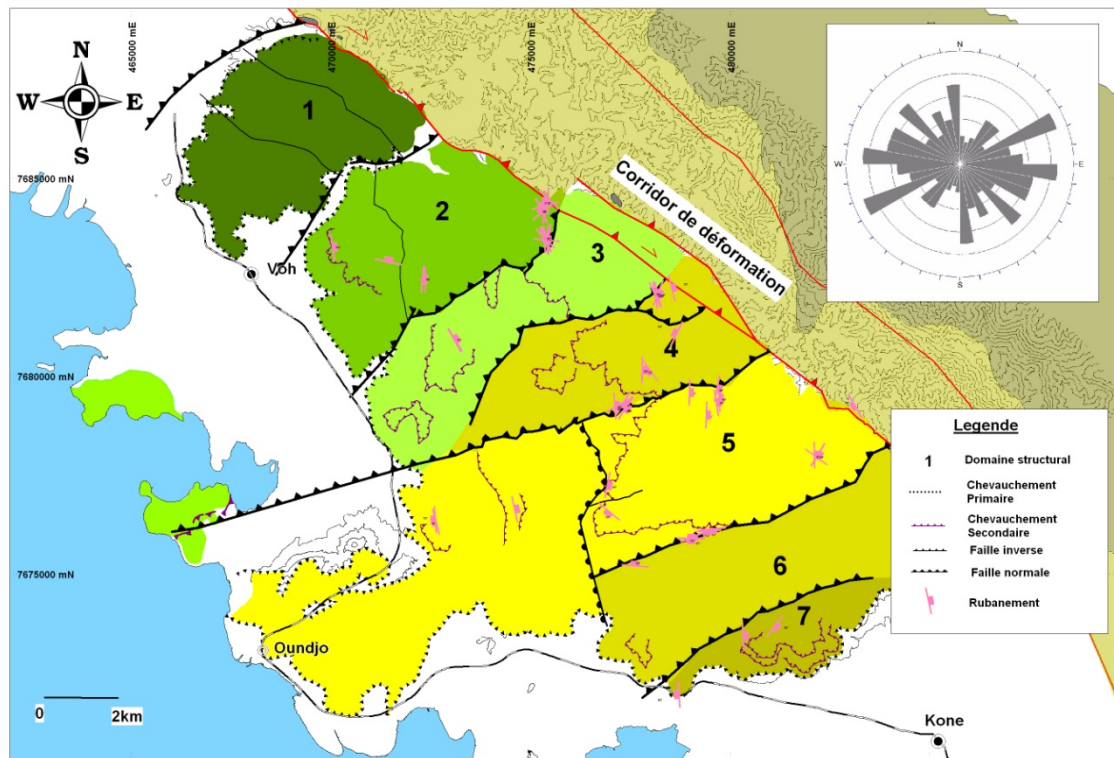 465000 mE
470000 mE
475000 mE
480000 mE
N
W E
S
N
W E
S
1
7685000 mN
2
Corridor de déformation
3
Voh
4
7680000 mN
5
Legende
1 Domaine structural
Chevauchement
Primaire
Chevauchement
Secondaire
Faille inverse
Faille normale
Rubanement
7675000 mN
6
7
Oundjo
0 2km
Kone